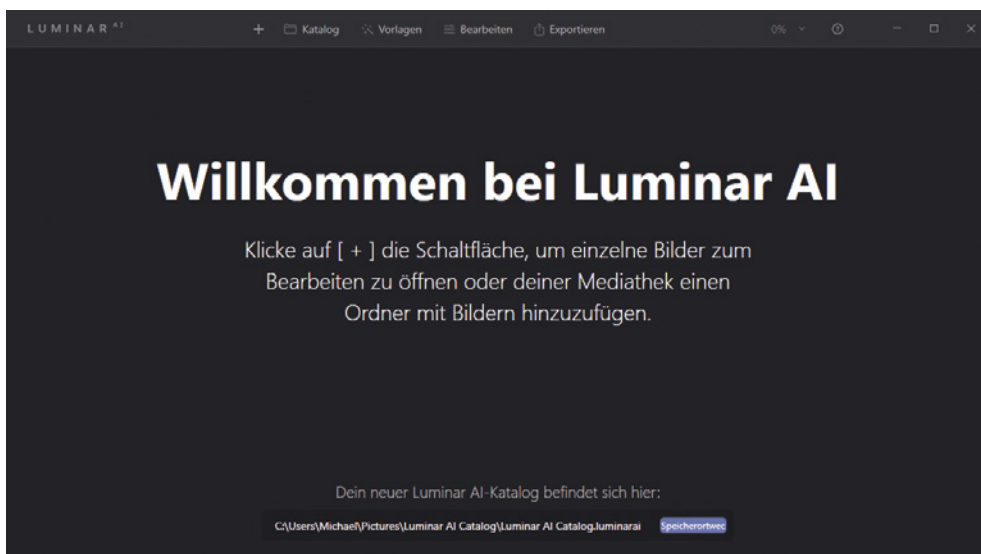 LUMINAR AI
+ Katalog Vorlagen Bearbeiten Exportieren 0%
Willkommen bei Luminar AI
Klicke auf [ + ] die Schaltfläche, um einzelne Bilder zum
Bearbeiten zu öffnen oder deiner Mediathek einen
Ordner mit Bildern hinzuzufügen.
Dein neuer Luminar AI-Katalog befindet sich hier:
C:\Users\Michael\Pictures\Luminar AI Catalog\Luminar AI Catalog.luminarai Speicherortwec